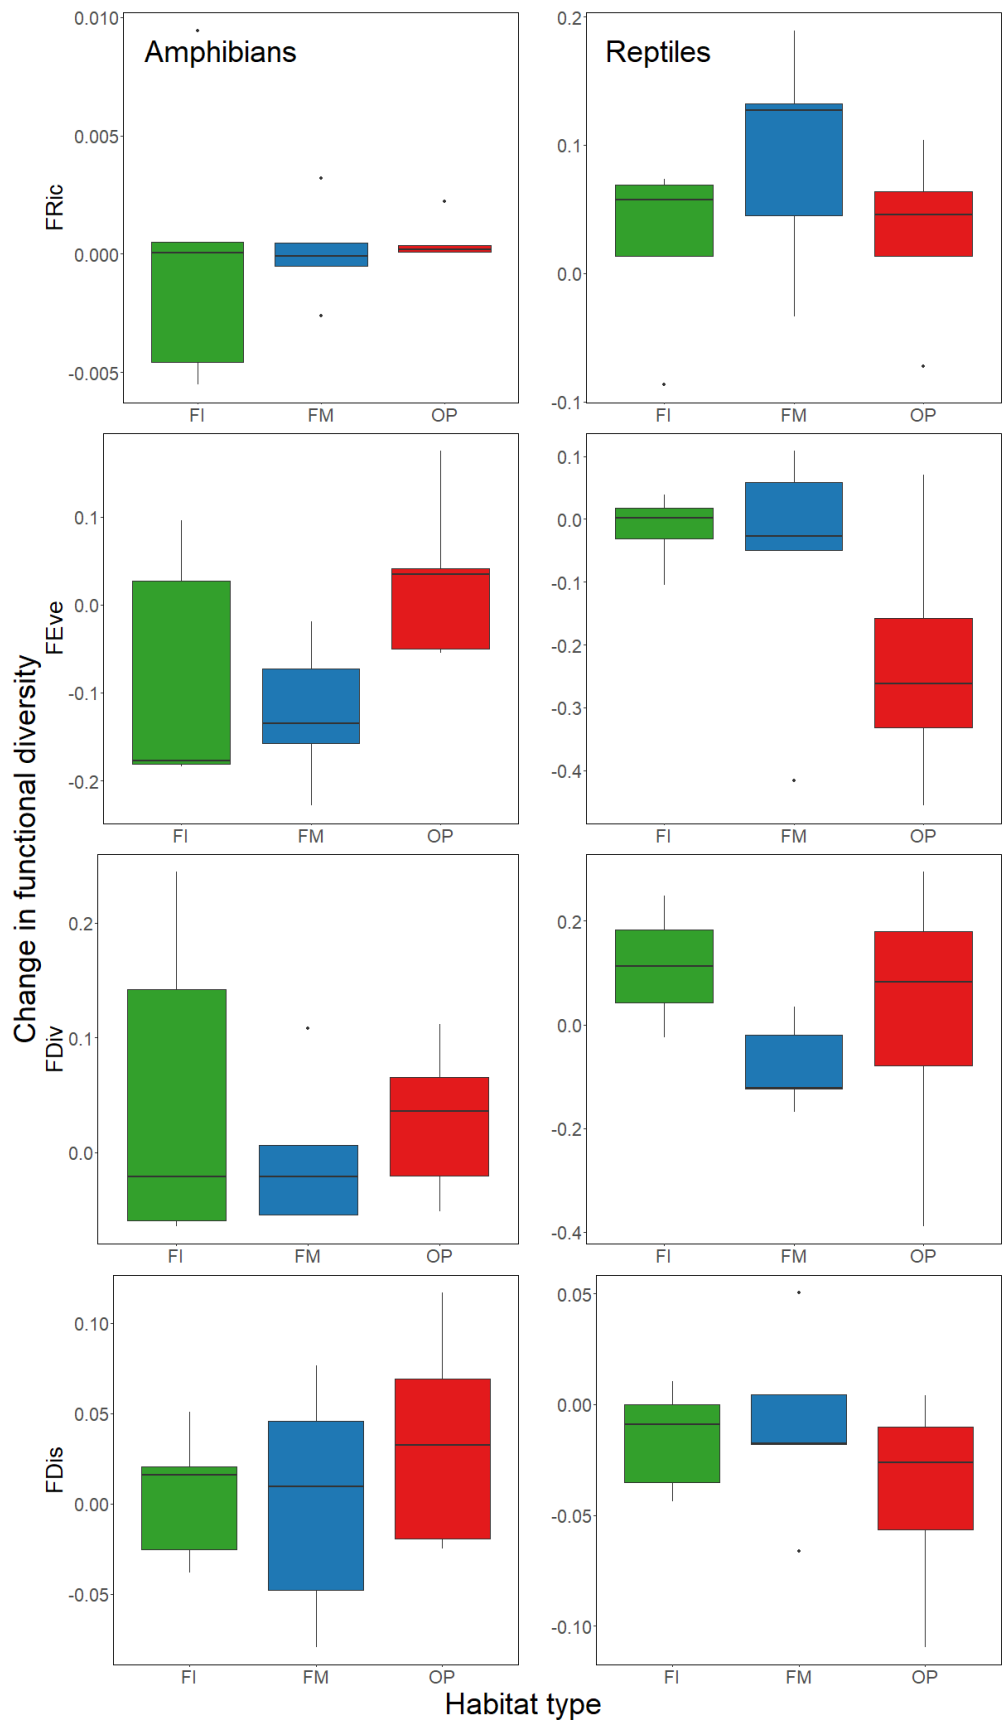 Amphibians
Reptiles
Change in functional diversity
FRic
0.010
0.005
0.000
-0.005
FI FM OP
0.2
0.1
0.0
-0.1
FI FM OP
FEve
0.1
0.0
-0.1
-0.2
FI FM OP
0.1
0.0
-0.1
-0.2
-0.3
-0.4
FI FM OP
FDiv
0.2
0.1
0.0
FI FM OP
0.2
0.0
-0.2
-0.4
FI FM OP
FDis
0.10
0.05
0.00
-0.05
FI FM OP
0.05
0.00
-0.05
-0.10
FI FM OP
Habitat type